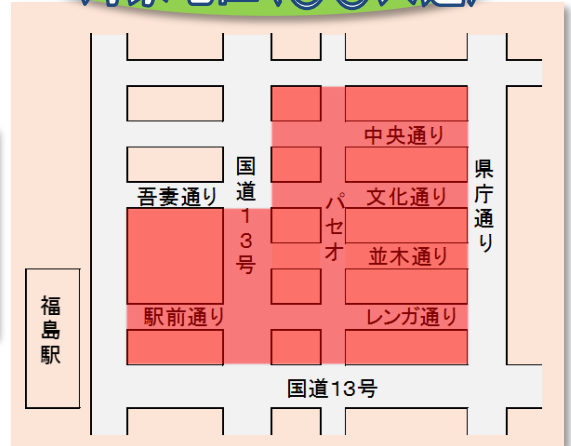 中央通り
国道13号
県庁通り
吾妻通り
パセオ
文化通り
並木通り
福島駅
駅前通り
レンガ通り
国道13号